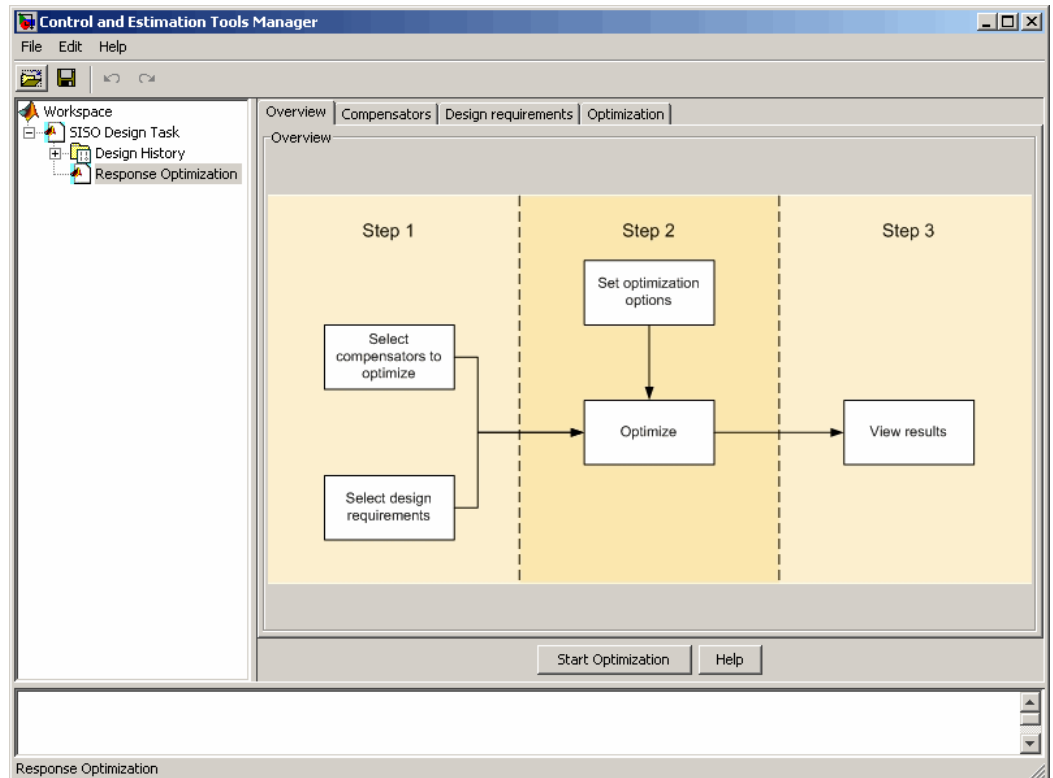 Control and Estimation Tools Manager
File Edit Help
Workspace
SISO Design Task
Design History
Response Optimization
Overview Compensators Design requirements Optimization
Overview
Step 1 Step 2 Step 3
Set optimization
options
Select
compensators to
optimize
Optimize
View results
Select design
requirements
Start Optimization Help
Response Optimization